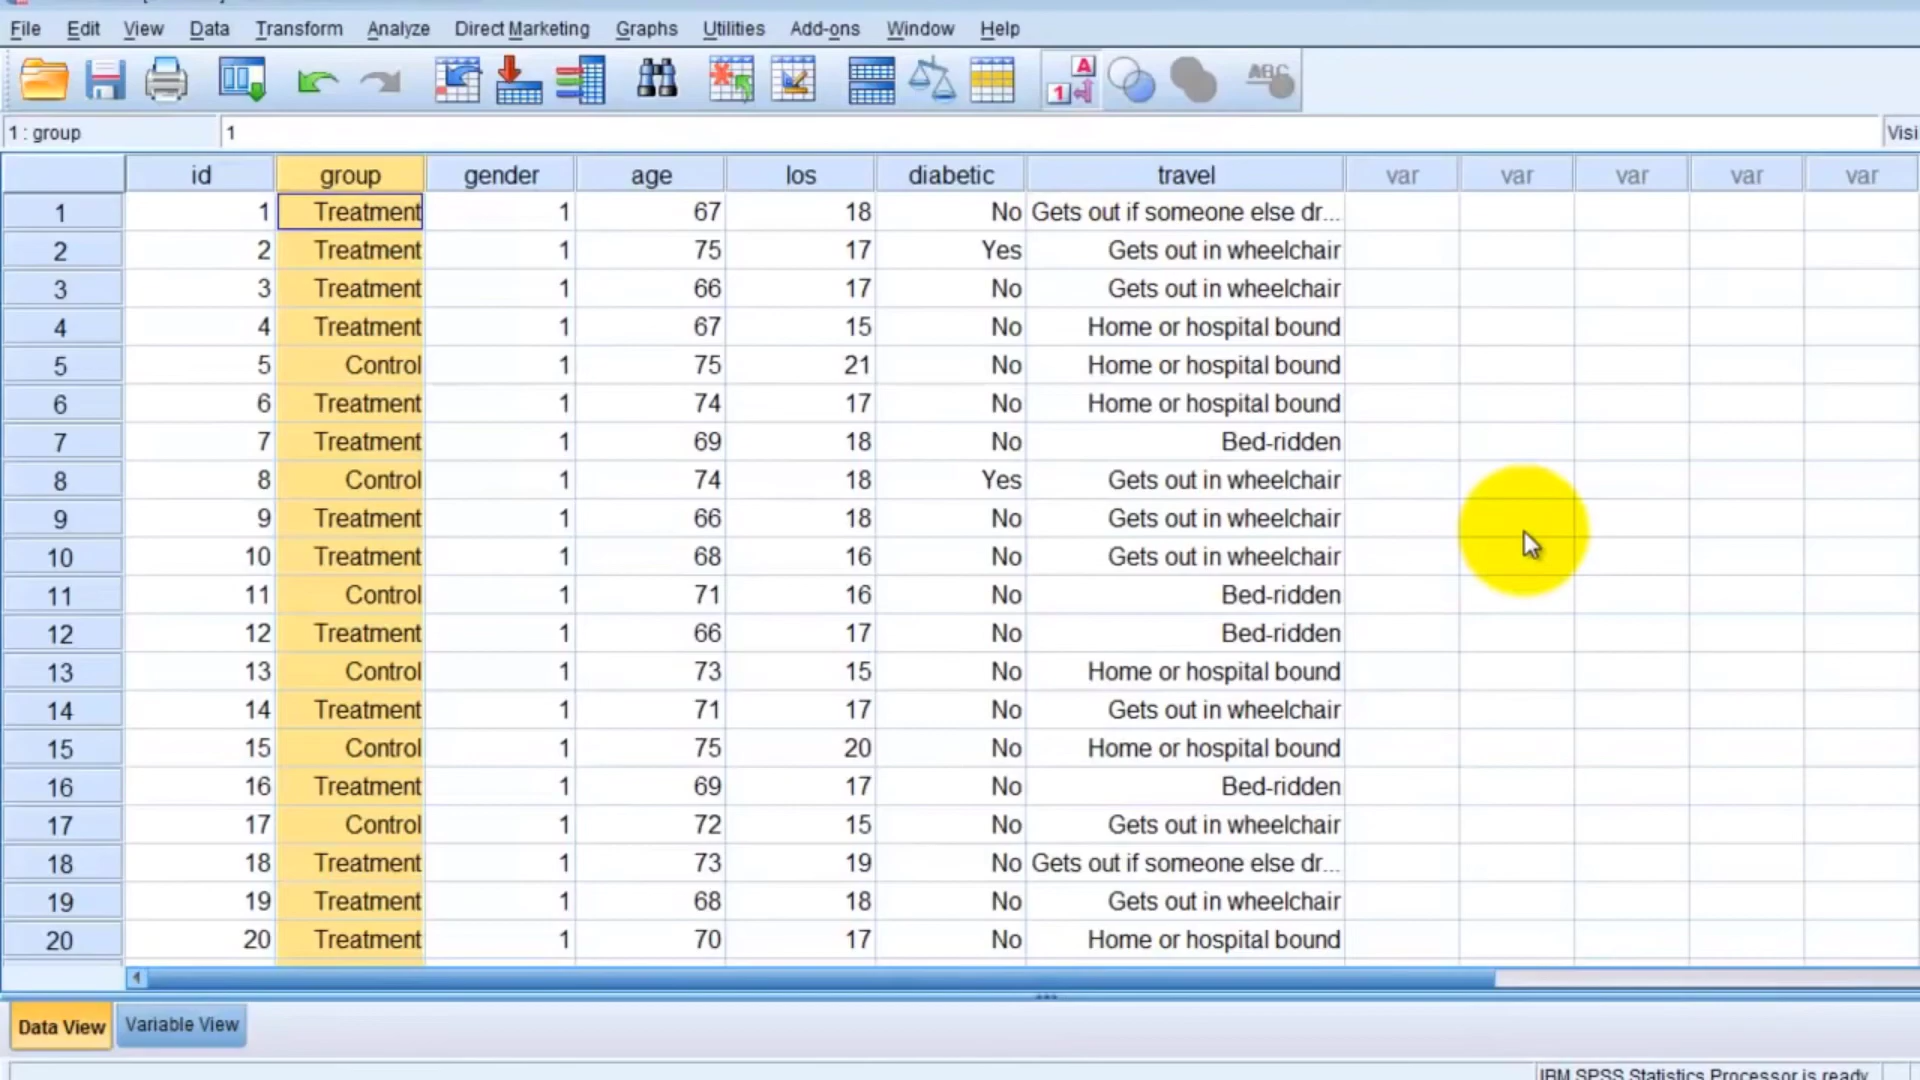 File Edit View Data Transform Analyze Direct Marketing Graphs Utilities Add-ons Window Help
A
1
ABC
1 : group 1 Visi
id group gender age los diabetic travel var var var var var
1 1 Treatment 1 67 18 No Gets out if someone else dr...
2 2 Treatment 1 75 17 Yes Gets out in wheelchair
3 3 Treatment 1 66 17 No Gets out in wheelchair
4 4 Treatment 1 67 15 No Home or hospital bound
5 5 Control 1 75 21 No Home or hospital bound
6 6 Treatment 1 74 17 No Home or hospital bound
7 7 Treatment 1 69 18 No Bed-ridden
8 8 Control 1 74 18 Yes Gets out in wheelchair
9 9 Treatment 1 66 18 No Gets out in wheelchair
10 10 Treatment 1 68 16 No Gets out in wheelchair
11 11 Control 1 71 16 No Bed-ridden
12 12 Treatment 1 66 17 No Bed-ridden
13 13 Control 1 73 15 No Home or hospital bound
14 14 Treatment 1 71 17 No Gets out in wheelchair
15 15 Control 1 75 20 No Home or hospital bound
16 16 Treatment 1 69 17 No Bed-ridden
17 17 Control 1 72 15 No Gets out in wheelchair
18 18 Treatment 1 73 19 No Gets out if someone else dr...
19 19 Treatment 1 68 18 No Gets out in wheelchair
20 20 Treatment 1 70 17 No Home or hospital bound
Data View Variable View
IBM SPSS Statistics Processor is ready